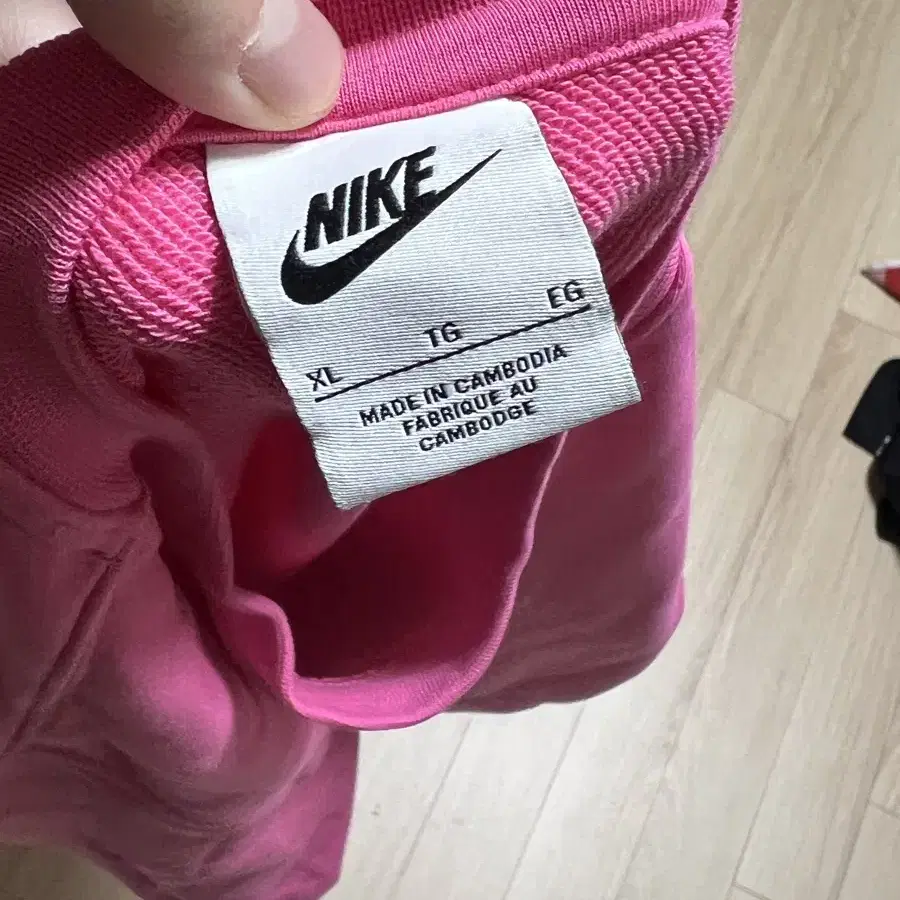 NIKE
XL TG EG
MADE IN CAMBODIA
FABRIQUE AU
CAMBODGE